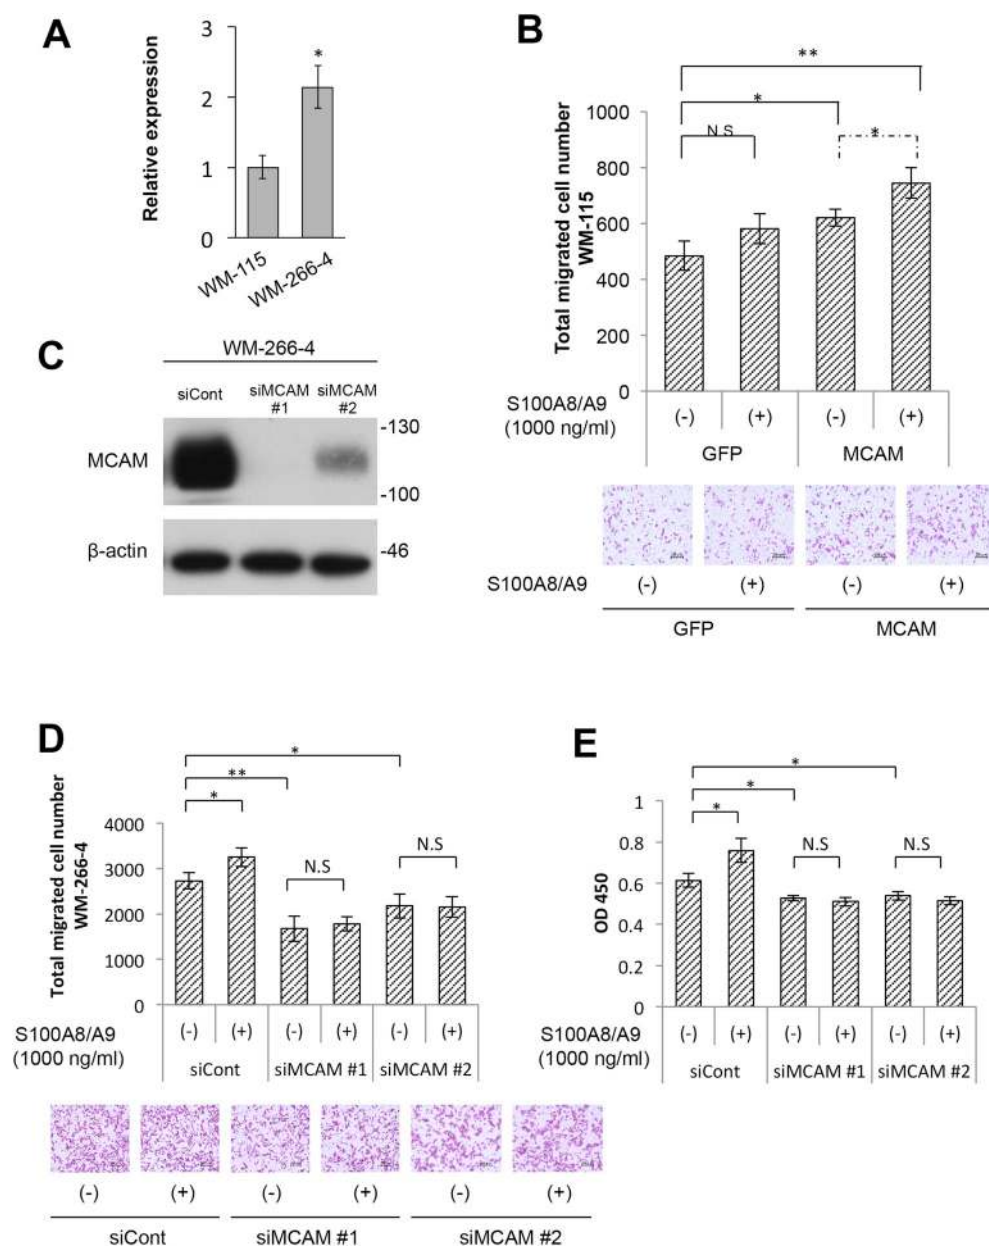 A
Relative expression
3
*
2
1
0
WM-115
WM-266-4
B
**
*
N S
*
Total migrated cell number
WM-115
1000
800
600
400
200
0
S100A8/A9
(1000 ng/ml)
(-)
(+)
(-)
(+)
GFP
MCAM
S100A8/A9
(-)
(+)
(-)
(+)
GFP
MCAM
C
WM-266-4
siCont
siMCAM
#1
siMCAM
#2
MCAM
-130
-100
β-actin
-46
D
*
**
*
N.S
N.S
Total migrated cell number
WM-266-4
4000
3000
2000
1000
0
S100A8/A9
(1000 ng/ml)
(-)
(+)
(-)
(+)
(-)
(+)
siCont
siMCAM #1
siMCAM #2
(-)
(+)
(-)
(+)
(-)
(+)
siCont
siMCAM #1
siMCAM #2
E
*
*
*
N.S
N.S
OD 450
1
0.8
0.6
0.4
0.2
0
S100A8/A9
(1000 ng/ml)
(-)
(+)
(-)
(+)
(-)
(+)
siCont
siMCAM #1
siMCAM #2